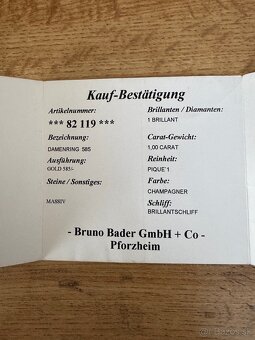 Kauf-Bestätigung
Artikelnummer:
*** 82 119 ***
Bezeichnung:
DAMENRING 585
Ausführung:
GOLD 585/-
Steine / Sonstiges:
MASSIV
Brillanten / Diamanten:
1 BRILLANT
Carat-Gewicht:
1,00 CARAT
Reinheit:
PIQUE'1
Farbe:
CHAMPAGNER
Schliff:
BRILLANTSCHLIFF
- Bruno Bader GmbH + Co -
Pforzheim